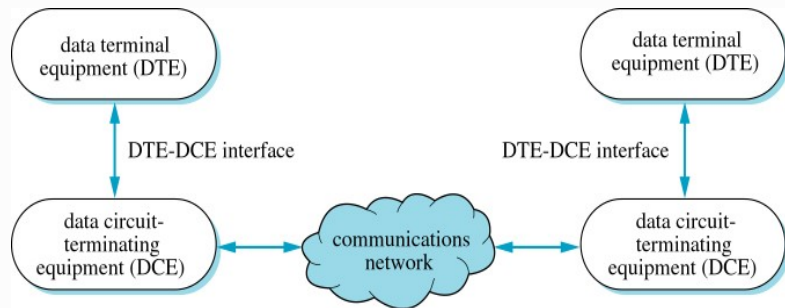 data terminal
equipment (DTE)
data terminal
equipment (DTE)
DTE-DCE interface
DTE-DCE interface
data circuit-
terminating
equipment (DCE)
communications
network
data circuit-
terminating
equipment (DCE)